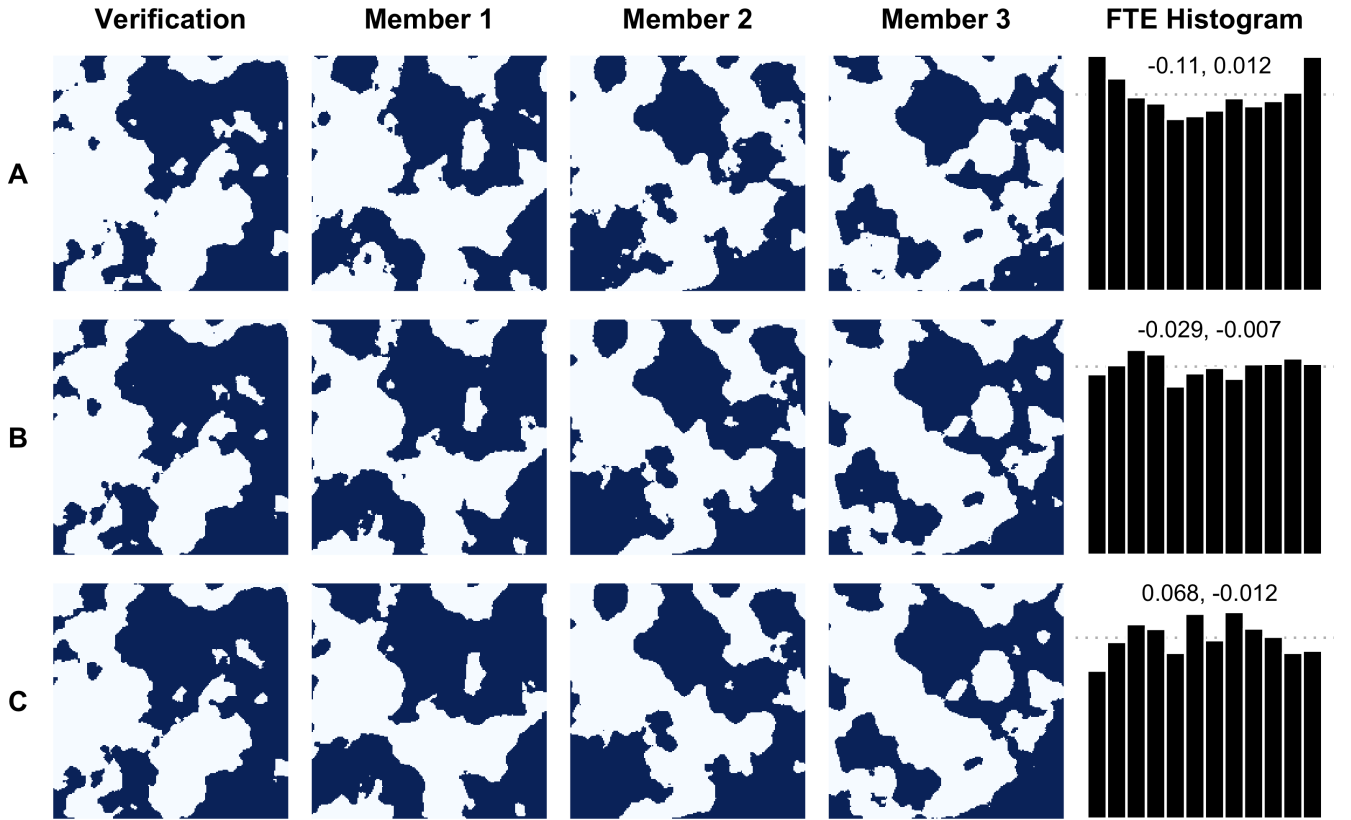 Verification Member 1 Member 2 Member 3 FTE Histogram
A -0.11, 0.012
B -0.029, -0.007
C 0.068, -0.012